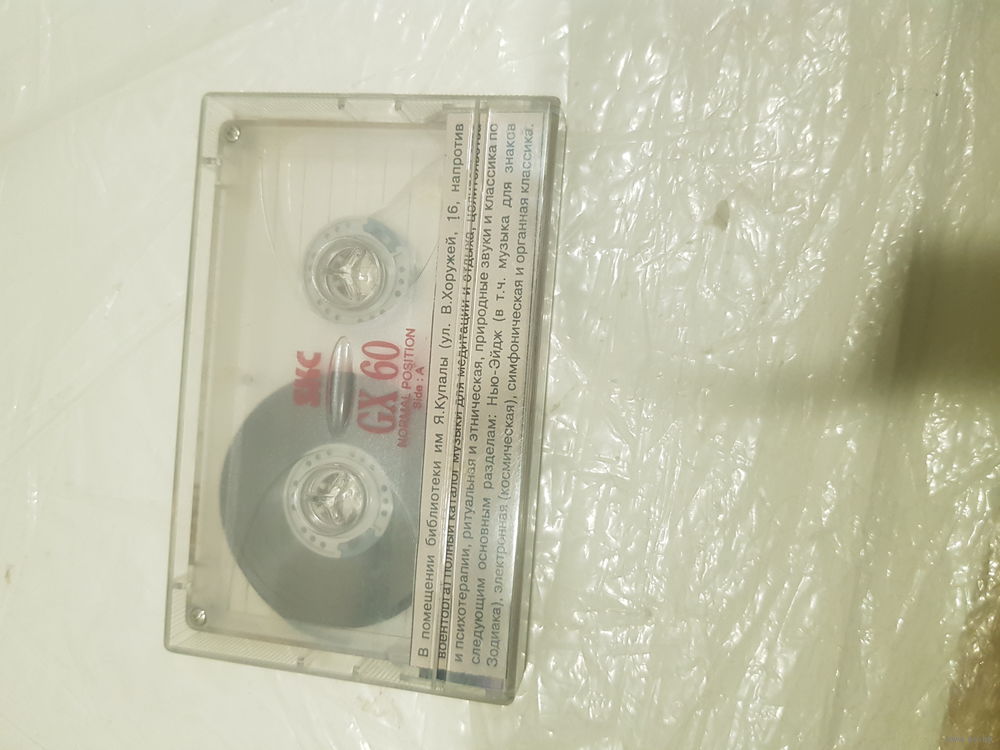 SKC
GX 60
NORMAL POSITION
Side : A
В помещении библиотеки им Я.Купалы (ул. В.Хоружей, 16, напротив
военторга) полный каталог музыки для медитации и отдыха, целительства
и психотерапии, ритуальная и этническая, природные звуки и классика по
следующим основным разделам: Нью-Эйдж (в т.ч. музыка для знаков
Зодиака), электронная (космическая), симфоническая и органная классика.